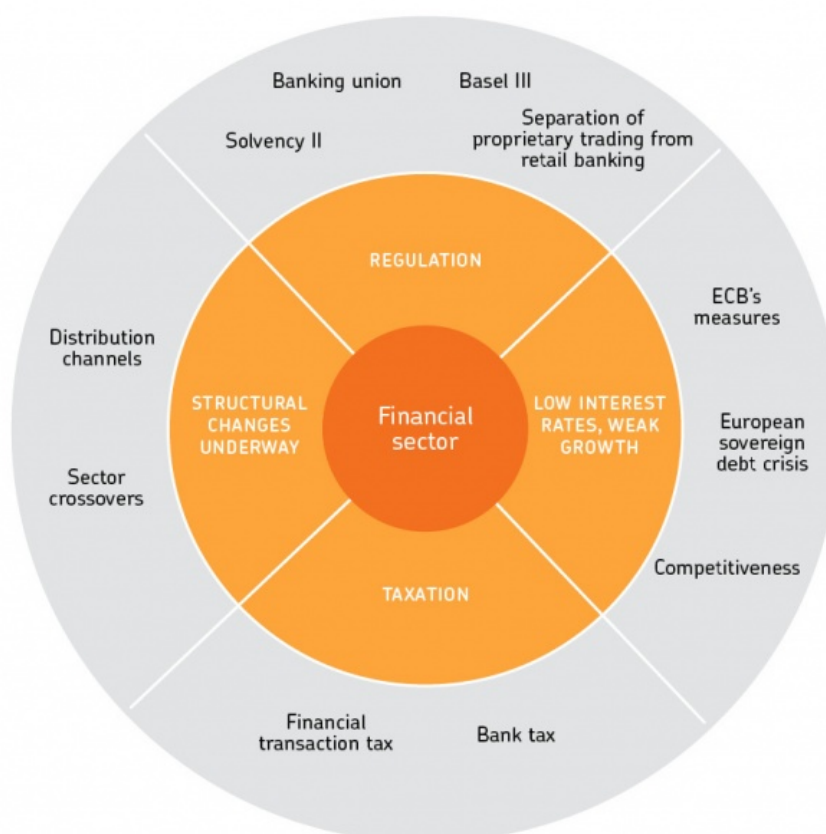 Banking union
Basel III
Solvency II
Separation of
proprietary trading from
retail banking
REGULATION
ECB's
measures
Distribution
channels
STRUCTURAL
CHANGES
UNDERWAY
Financial
sector
LOW INTEREST
RATES, WEAK
GROWTH
European
sovereign
debt crisis
Sector
crossovers
Competitiveness
TAXATION
Financial
transaction tax
Bank tax